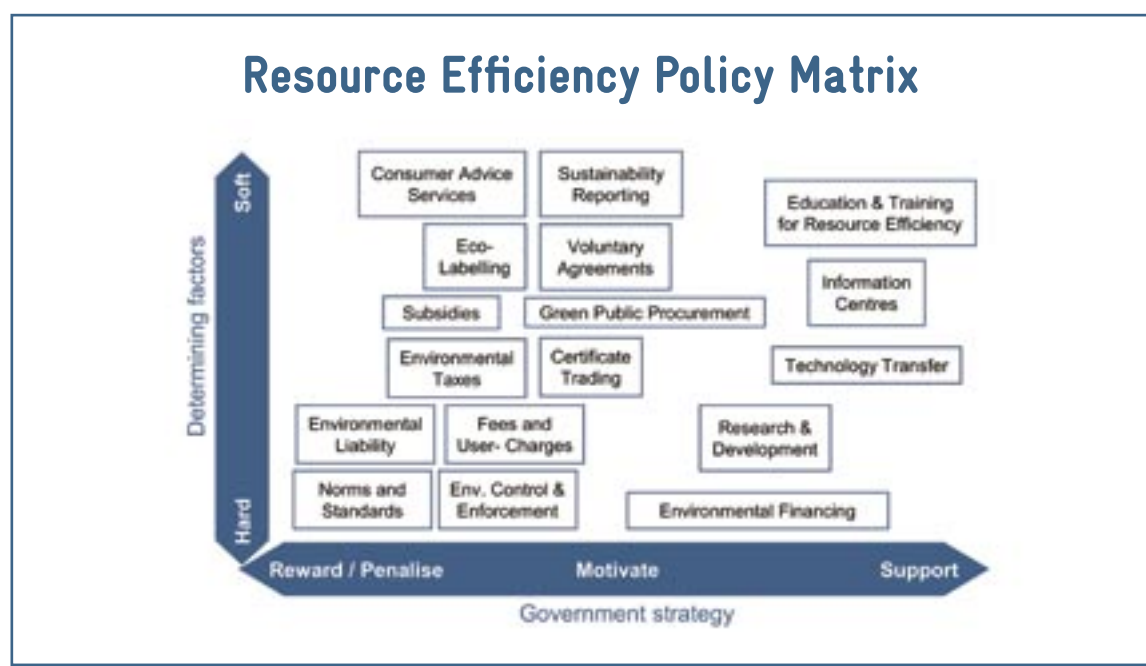 Resource Efficiency Policy Matrix
Soft
Determining factors
Hard
Consumer Advice
Services
Sustainability
Reporting
Education & Training
for Resource Efficiency
Eco-
Labelling
Voluntary
Agreements
Information
Centres
Subsidies
Green Public Procurement
Environmental
Taxes
Certificate
Trading
Technology Transfer
Environmental
Liability
Fees and
User- Charges
Research &
Development
Norms and
Standards
Env. Control &
Enforcement
Environmental Financing
Reward / Penalise
Motivate
Support
Government strategy